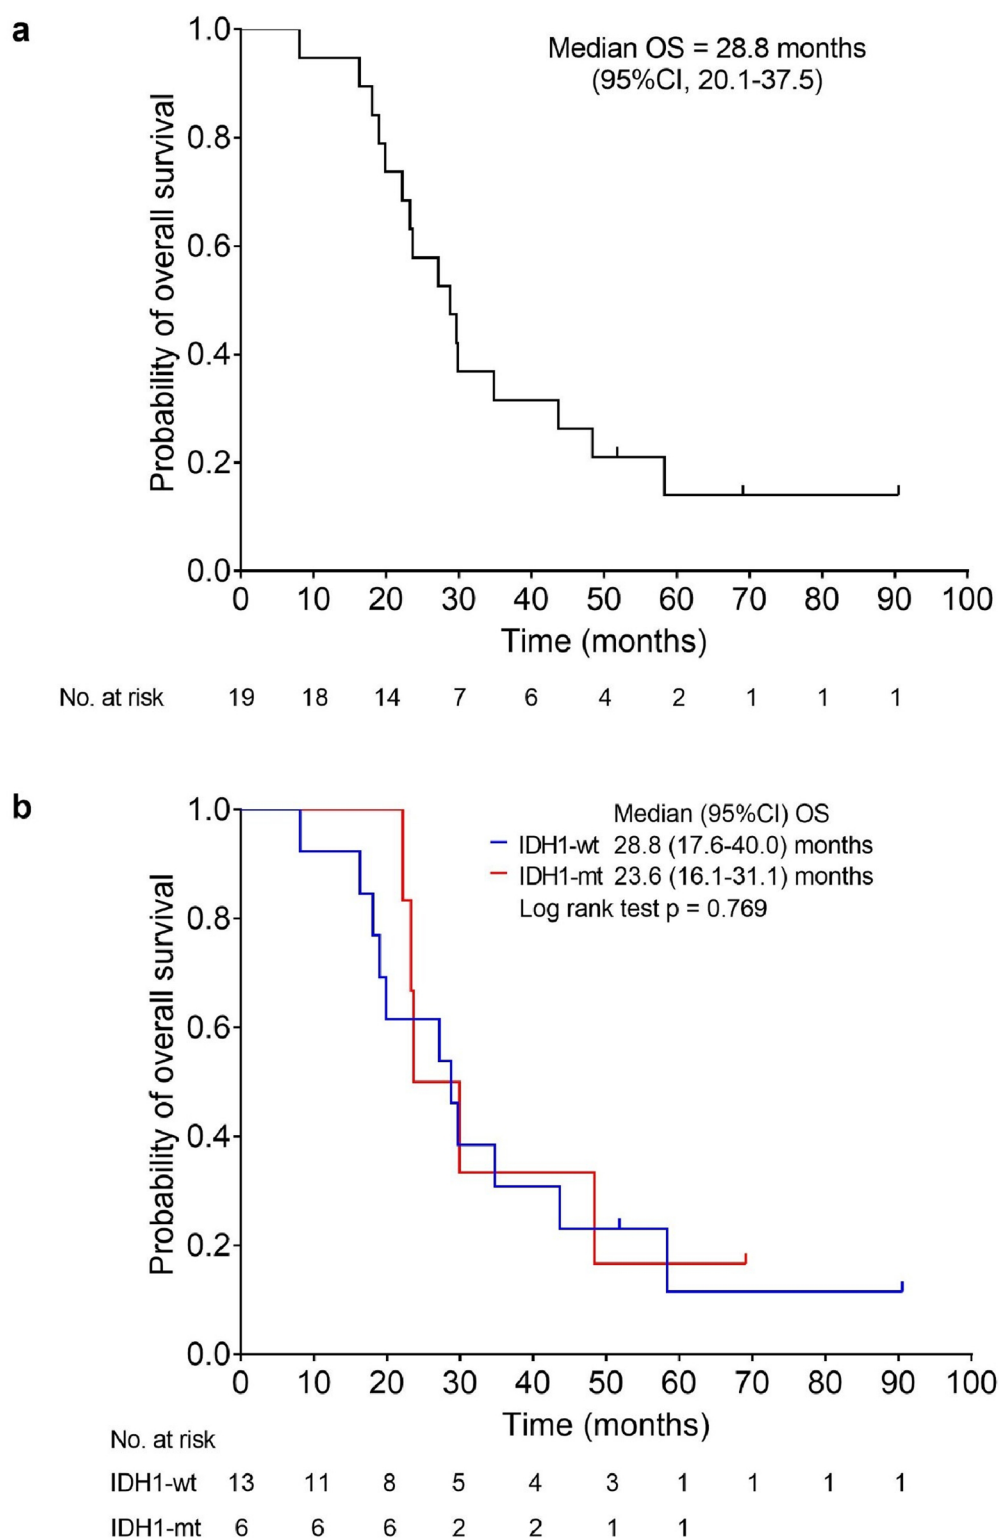 a
Probability of overall survival
1.0
0.8
0.6
0.4
0.2
0.0
Median OS = 28.8 months
(95%CI, 20.1-37.5)
0 10 20 30 40 50 60 70 80 90 100
Time (months)
No. at risk 19 18 14 7 6 4 2 1 1 1
b
Probability of overall survival
1.0
0.8
0.6
0.4
0.2
0.0
Median (95%CI) OS
IDH1-wt 28.8 (17.6-40.0) months
IDH1-mt 23.6 (16.1-31.1) months
Log rank test p = 0.769
0 10 20 30 40 50 60 70 80 90 100
Time (months)
No. at risk
IDH1-wt 13 11 8 5 4 3 1 1 1 1
IDH1-mt 6 6 6 2 2 1 1